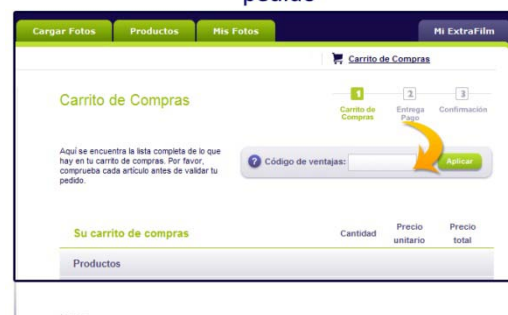 pedido
Cargar Fotos Productos Mis Fotos Mi ExtraFilm
Carrito de Compras
Carrito de Compras
1 2 3
Carrito de Compras Entrega Pago Confirmación
Aquí se encuentra la lista completa de lo que
hay en tu carrito de compras. Por favor,
comprueba cada artículo antes de validar tu
pedido.
? Código de ventajas: Aplicar
Su carrito de compras Cantidad Precio unitario Precio total
Productos